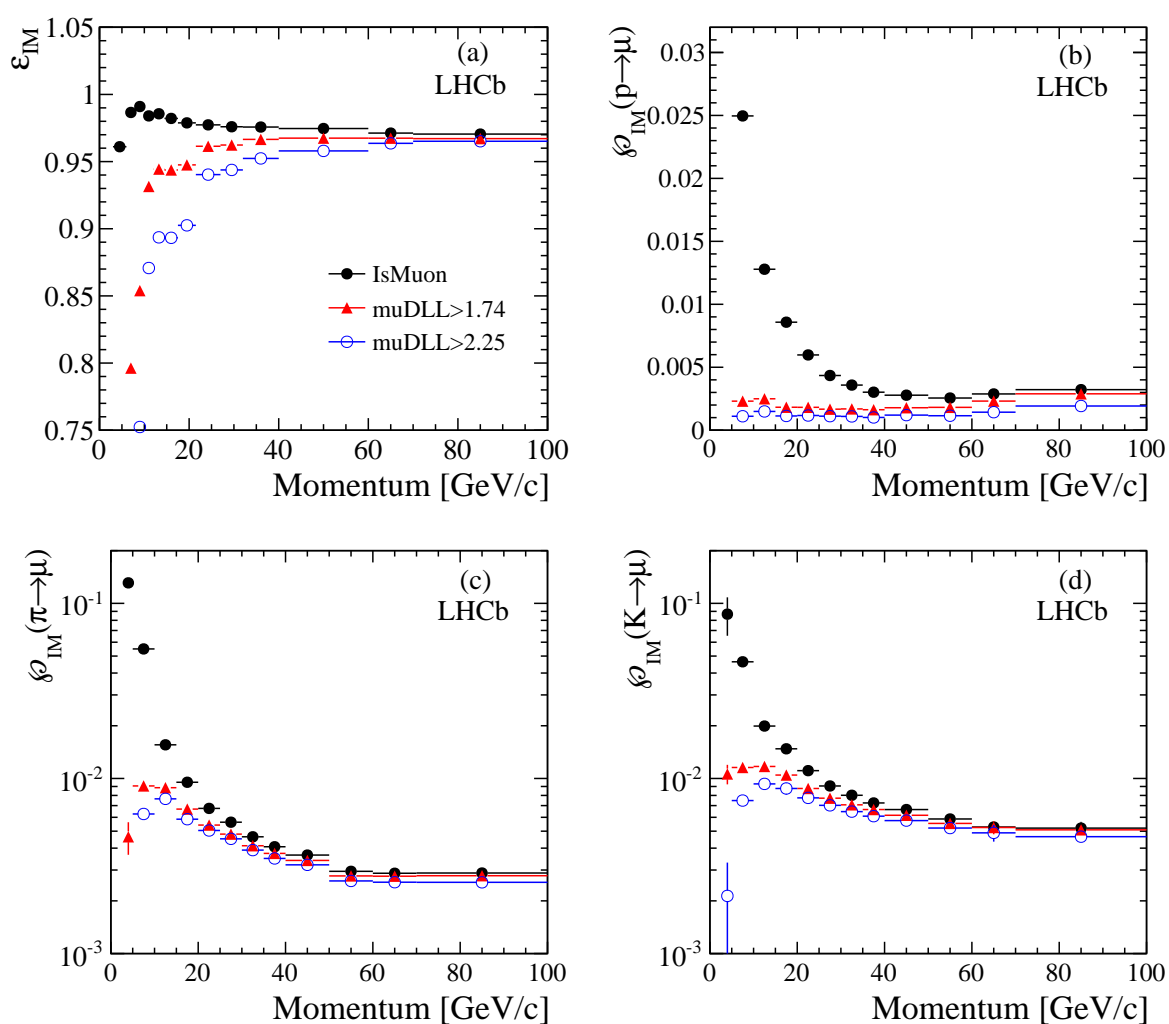 1.05
1
0.95
0.9
0.85
0.8
0.75
ε_IM
(a)
LHCb
IsMuon
muDLL>1.74
muDLL>2.25
0 20 40 60 80 100
Momentum [GeV/c]
0.03
0.025
0.02
0.015
0.01
0.005
0
℘_IM(p→μ)
(b)
LHCb
0 20 40 60 80 100
Momentum [GeV/c]
10^-1
10^-2
10^-3
℘_IM(π→μ)
(c)
LHCb
0 20 40 60 80 100
Momentum [GeV/c]
10^-1
10^-2
10^-3
℘_IM(K→μ)
(d)
LHCb
0 20 40 60 80 100
Momentum [GeV/c]